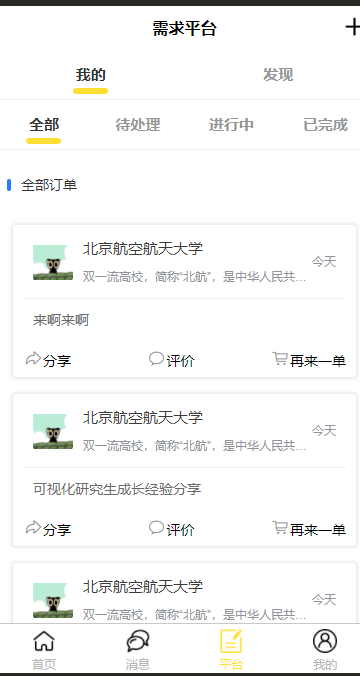 需求平台 +
我的 发现
全部 待处理 进行中 已完成
全部订单
北京航空航天大学
今天
双一流高校，简称“北航”，是中华人民共…
来啊来啊
分享 评价 再来一单
北京航空航天大学
今天
双一流高校，简称“北航”，是中华人民共…
可视化研究生成长经验分享
分享 评价 再来一单
北京航空航天大学
今天
双一流高校，简称“北航”，是中华人民共…
首页 消息 平台 我的